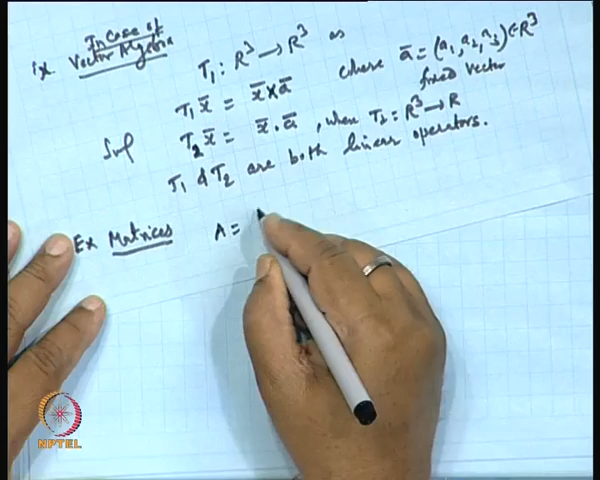 In case of
Ex. Vector Algebra
T₁ : R³ → R³ as
T₁ x̄ = x̄ × ā where ā = (a₁, a₂, a₃) ∈ R³
fixed vector
T₂ x̄ = x̄ . ā , when T₂ : R³ → R
T₁ & T₂ are both linear operators.
Ex Matrices A =
NPTEL